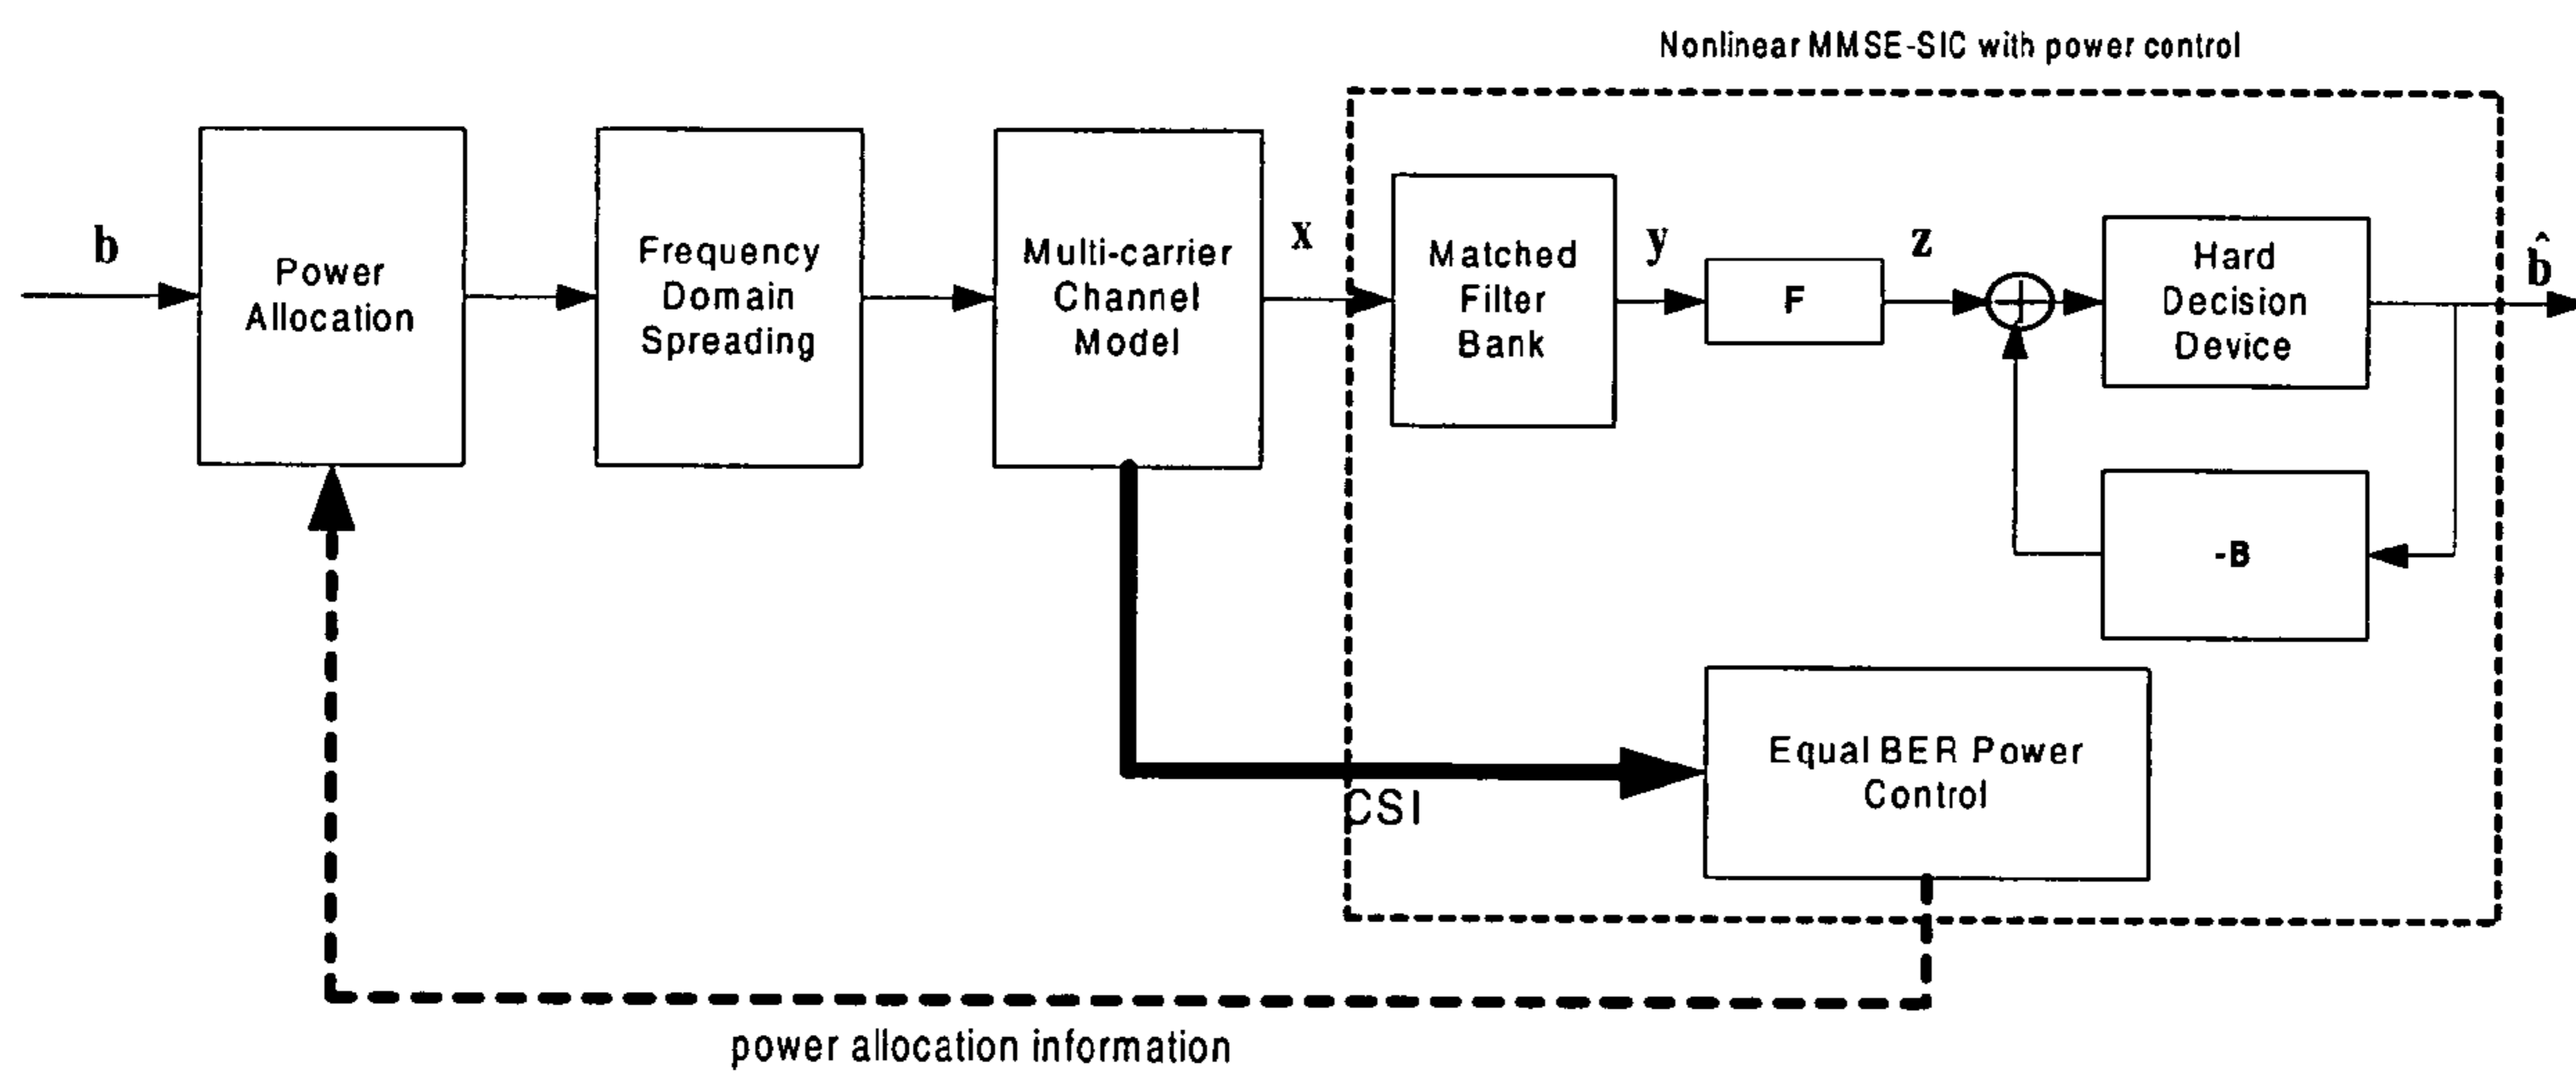 Nonlinear MMSE-SIC with power control
b
Power
Allocation
Frequency
Domain
Spreading
Multi-carrier
Channel
Model
x
Matched
Filter
Bank
y
F
z
Hard
Decision
Device
b̂
-B
CSI
Equal BER Power
Control
power allocation information